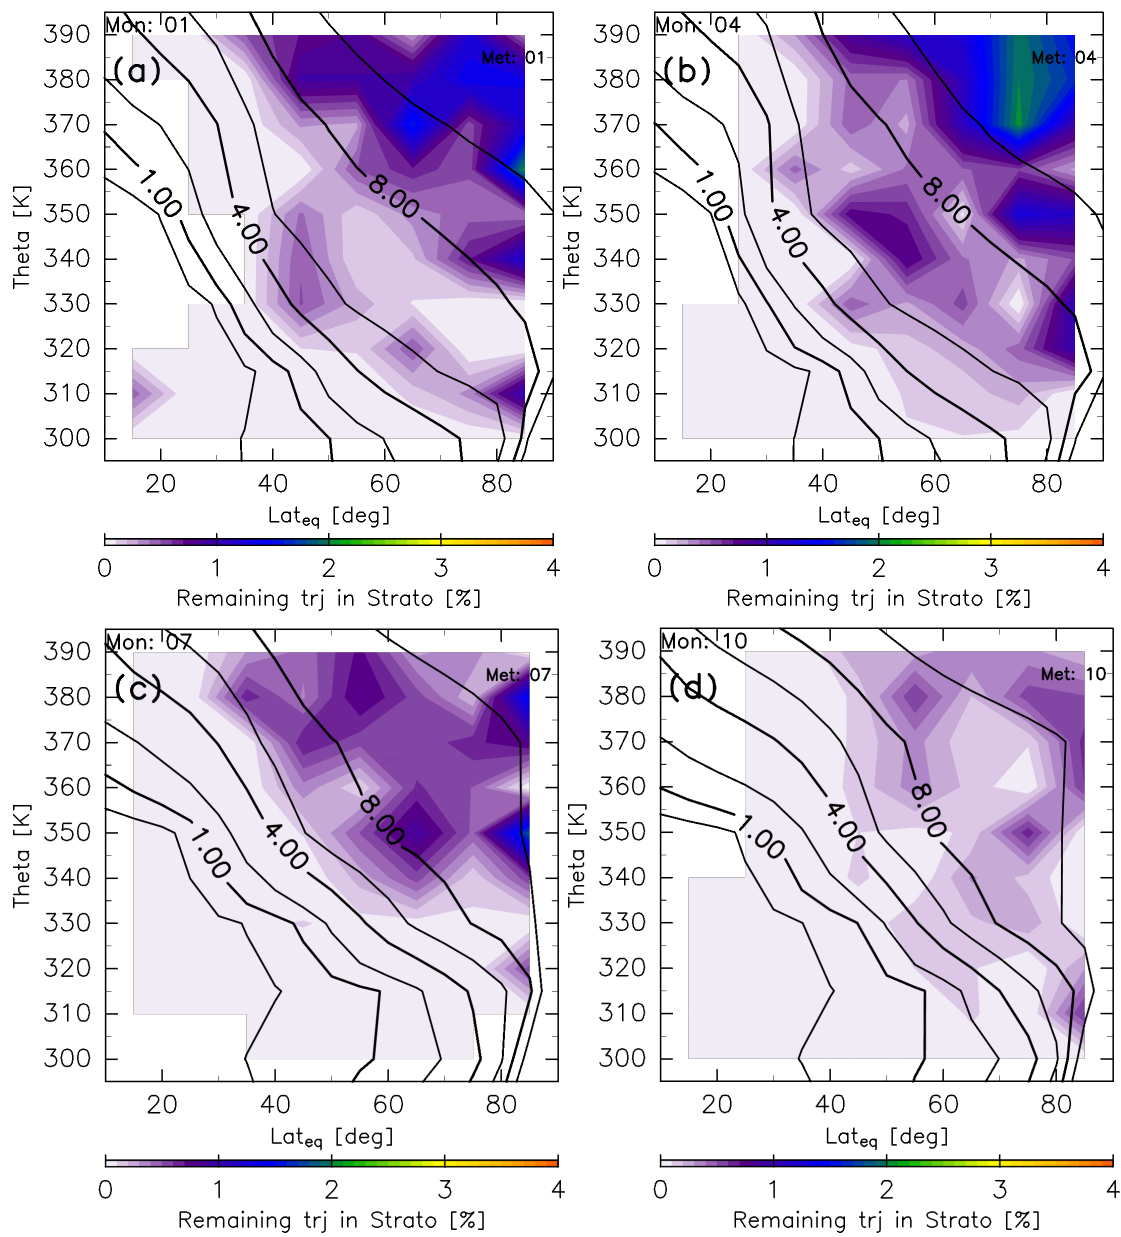 Mon: 01
Met: 01
(a)
1.00
4.00
8.00
390
380
370
360
350
340
330
320
310
300
Theta [K]
20 40 60 80
Lat_eq [deg]
0 1 2 3 4
Remaining trj in Strato [%]
Mon: 04
Met: 04
(b)
1.00
4.00
8.00
390
380
370
360
350
340
330
320
310
300
Theta [K]
20 40 60 80
Lat_eq [deg]
0 1 2 3 4
Remaining trj in Strato [%]
Mon: 07
Met: 07
(c)
1.00
4.00
8.00
390
380
370
360
350
340
330
320
310
300
Theta [K]
20 40 60 80
Lat_eq [deg]
0 1 2 3 4
Remaining trj in Strato [%]
Mon: 10
Met: 10
(d)
1.00
4.00
8.00
390
380
370
360
350
340
330
320
310
300
Theta [K]
20 40 60 80
Lat_eq [deg]
0 1 2 3 4
Remaining trj in Strato [%]